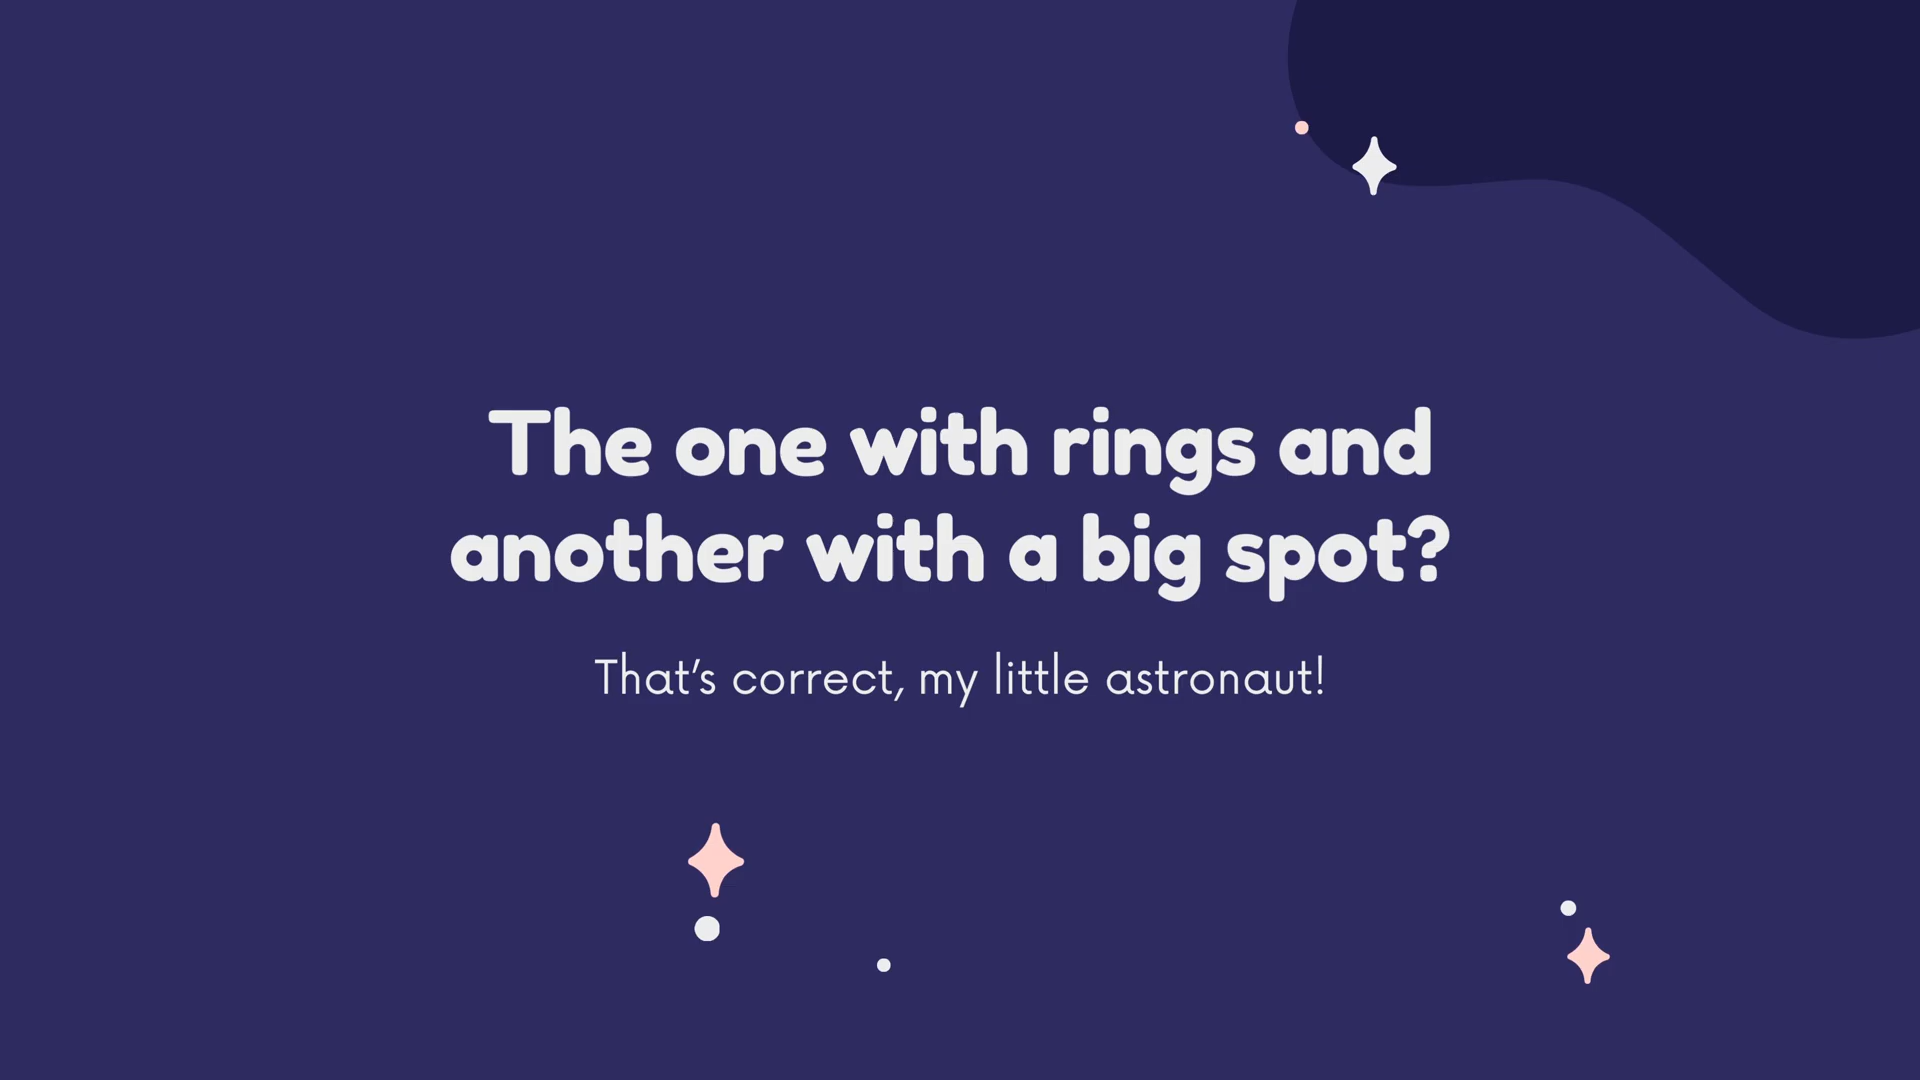 The one with rings and
another with a big spot?
That's correct, my little astronaut!